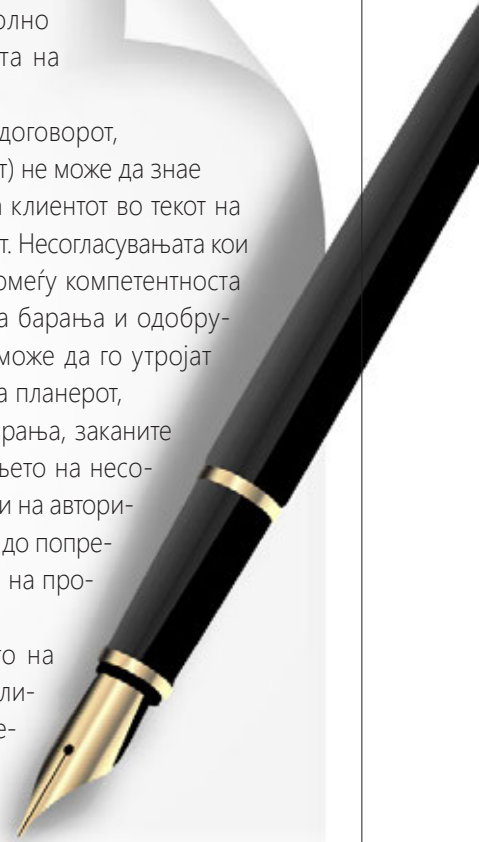 олно
та на
договорот,
т) не може да знае
а клиентот во текот на
т. Несогласувањата кои
омеѓу компетентноста
а барања и одобру-
може да го утројат
а планерот,
рања, заканите
њето на несо-
и на автори-
до попре-
на про-
то на
ли-
е-